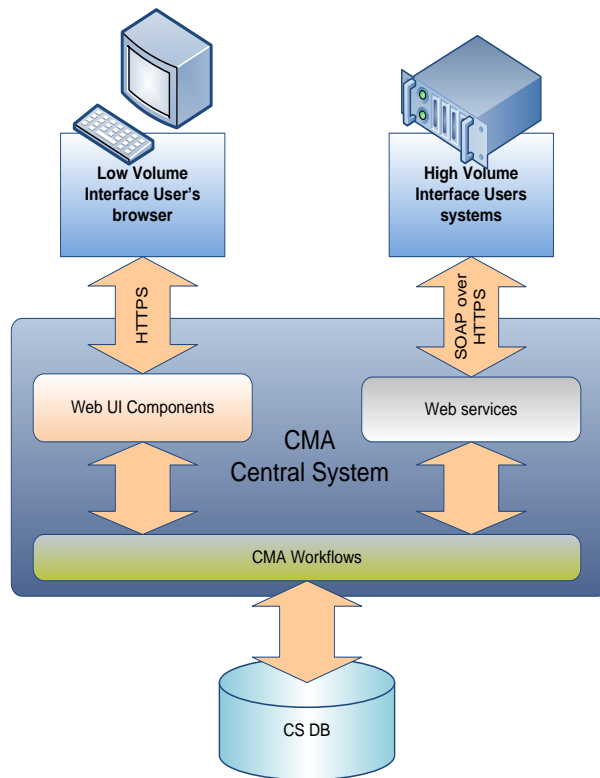 Low Volume
Interface User's
browser
High Volume
Interface Users
systems
HTTPS
SOAP over
HTTPS
Web UI Components
Web services
CMA
Central System
CMA Workflows
CS DB